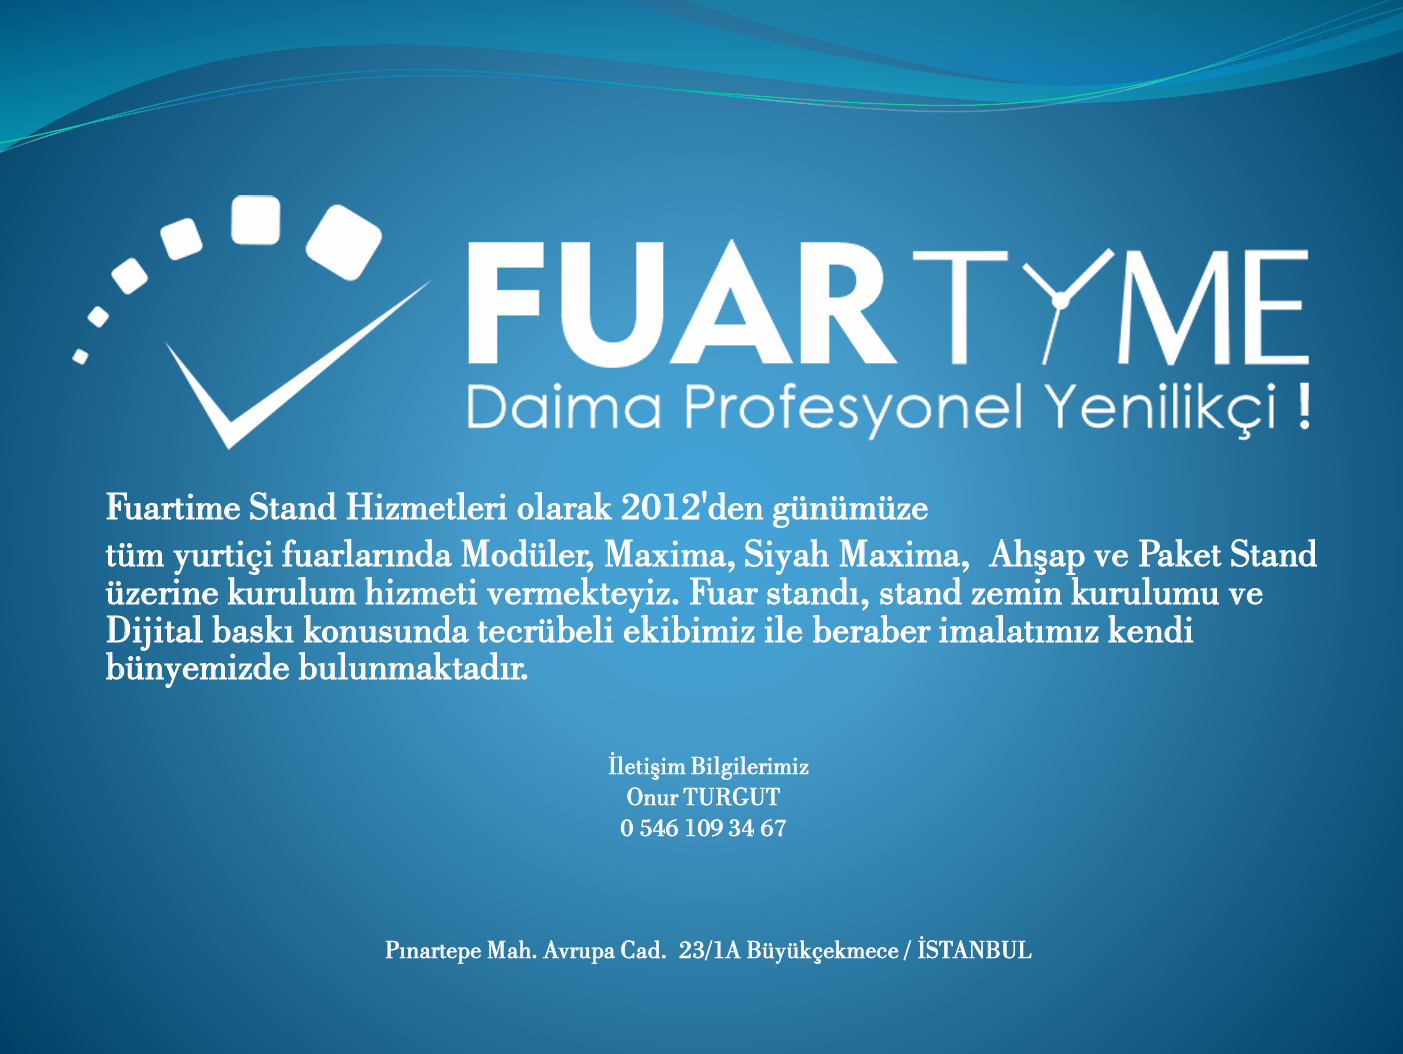 FUARTYME
Daima Profesyonel Yenilikçi !
Fuartime Stand Hizmetleri olarak 2012'den günümüze
tüm yurtiçi fuarlarında Modüler, Maxima, Siyah Maxima,  Ahşap ve Paket Stand
üzerine kurulum hizmeti vermekteyiz. Fuar standı, stand zemin kurulumu ve
Dijital baskı konusunda tecrübeli ekibimiz ile beraber imalatımız kendi
bünyemizde bulunmaktadır.
İletişim Bilgilerimiz
Onur TURGUT
0 546 109 34 67
Pınartepe Mah. Avrupa Cad.  23/1A Büyükçekmece / İSTANBUL